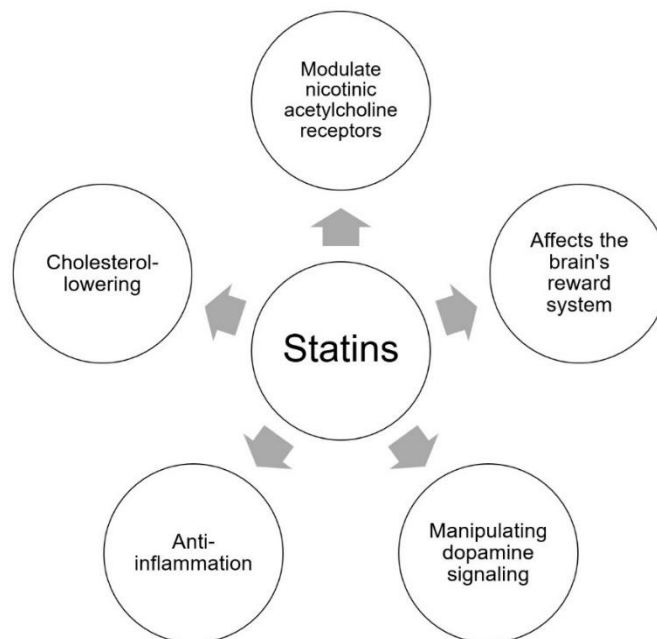 Modulate
nicotinic
acetylcholine
receptors
Cholesterol-
lowering
Affects the
brain's
reward
system
Statins
Anti-
inflammation
Manipulating
dopamine
signaling